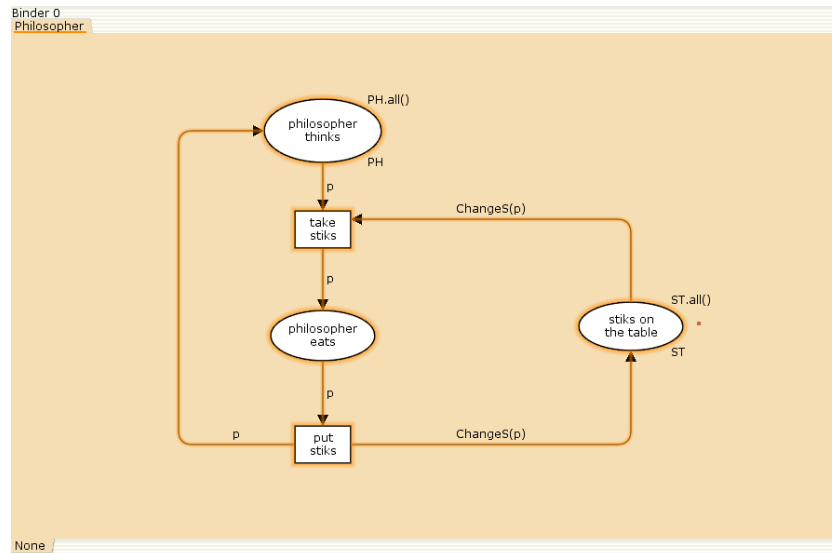 Binder 0
Philosopher
PH.all()
philosopher
thinks
PH
p
take
stiks
ChangeS(p)
p
ST.all()
philosopher
eats
stiks on
the table
ST
p
p
put
stiks
ChangeS(p)
None